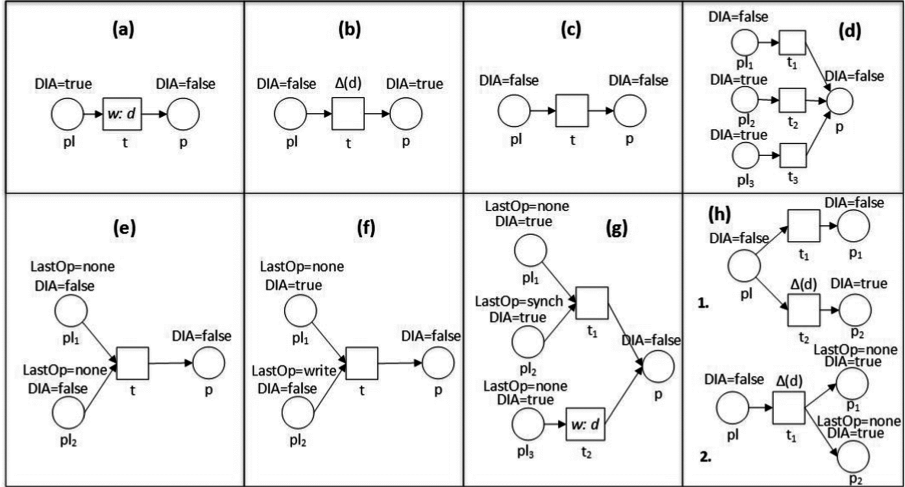 (a)
DIA=true DIA=false
w: d
pl t p
(b)
DIA=false Δ(d) DIA=true
pl t p
(c)
DIA=false DIA=false
pl t p
(d)
DIA=false
pl1 t1
DIA=true DIA=false
pl2 t2 p
DIA=true
pl3 t3
(e)
LastOp=none
DIA=false
pl1
DIA=false
LastOp=none
DIA=false
t p
pl2
(f)
LastOp=none
DIA=true
pl1
DIA=false
LastOp=write
DIA=false
t p
pl2
(g)
LastOp=none
DIA=true
pl1
LastOp=synch
DIA=true
t1
pl2
DIA=false
LastOp=none
DIA=true
p
w: d
pl3 t2
(h)
DIA=false
DIA=false
t1 p1
pl
Δ(d) DIA=true
1.
t2 p2
LastOp=none
DIA=true
DIA=false Δ(d)
p1
LastOp=none
DIA=true
pl t1
2.
p2